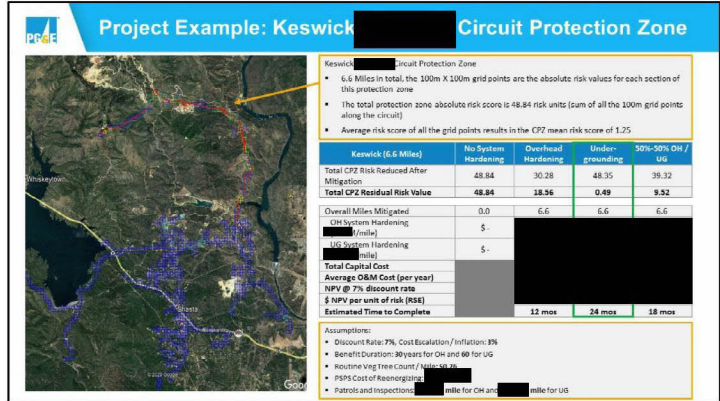 PG&E
Project Example: Keswick Circuit Protection Zone
Keswick Circuit Protection Zone
▪ 6.6 Miles in total, the 100m X 100m grid points are the absolute risk values for each section of
this protection zone
▪ The total protection zone absolute risk score is 48.84 risk units (sum of all the 100m grid points
along the circuit)
▪ Average risk score of all the grid points results in the CPZ mean risk score of 1.25
Keswick (6.6 Miles) No System Hardening Overhead Hardening Under-grounding 50%-50% OH / UG
Total CPZ Risk Reduced After Mitigation 48.84 30.28 48.35 39.32
Total CPZ Residual Risk Value 48.84 18.56 0.49 9.52
Overall Miles Mitigated 0.0 6.6 6.6 6.6
OH System Hardening
M/mile) $ -
UG System Hardening
mile) $ -
Total Capital Cost
Average O&M Cost (per year)
NPV @ 7% discount rate
$ NPV per unit of risk (RSE)
Estimated Time to Complete 12 mos 24 mos 18 mos
Assumptions:
▪ Discount Rate: 7%, Cost Escalation / Inflation: 3%
▪ Benefit Duration: 30 years for OH and 60 for UG
▪ Routine Veg Tree Count / Mile: 50.26
▪ PSPS Cost of Reenergizing:
▪ Patrols and Inspections: mile for OH and mile for UG
Whiskeytown
Shasta
Goo